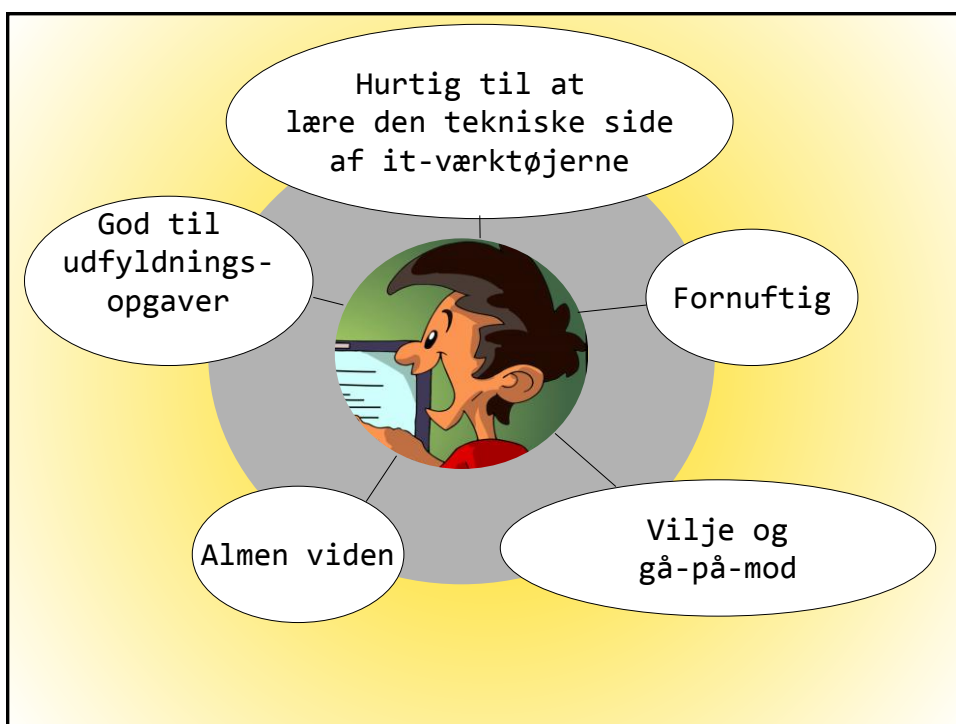 Hurtig til at
lære den tekniske side
af it-værktøjerne
God til
udfyldnings-
opgaver
Fornuftig
Almen viden
Vilje og
gå-på-mod